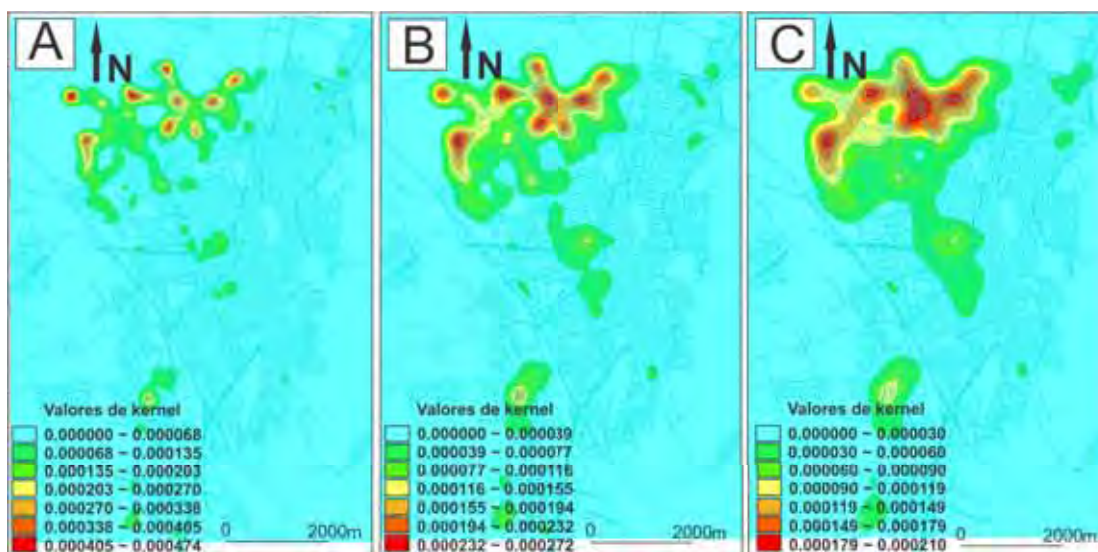 A
N
B
N
C
N
Valores de kernel
0.000000 – 0.000068
0.000068 – 0.000135
0.000135 – 0.000203
0.000203 – 0.000270
0.000270 – 0.000338
0.000338 – 0.000405
0.000405 – 0.000474
0 2000m
Valores de kernel
0.000000 – 0.000039
0.000039 – 0.000077
0.000077 – 0.000116
0.000116 – 0.000155
0.000155 – 0.000194
0.000194 – 0.000232
0.000232 – 0.000272
0 2000m
Valores de kernel
0.000000 – 0.000030
0.000030 – 0.000060
0.000060 – 0.000090
0.000090 – 0.000119
0.000119 – 0.000149
0.000149 – 0.000179
0.000179 – 0.000210
0 2000m